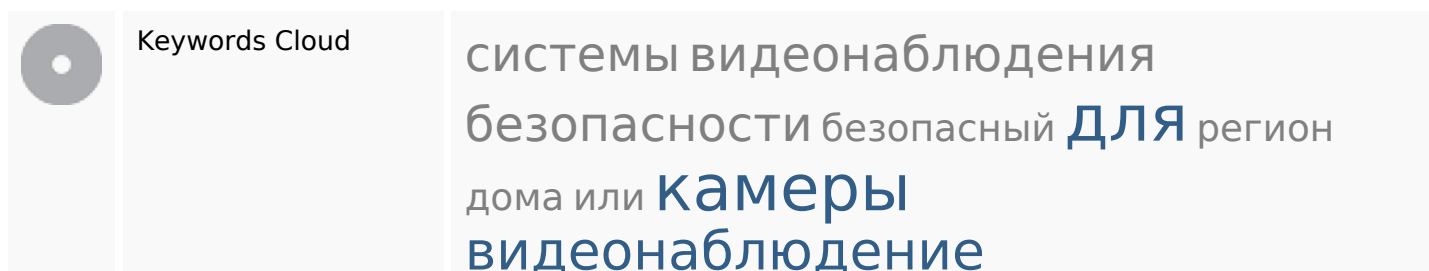 Keywords Cloud
системы видеонаблюдения
безопасности безопасный для регион
дома или камеры
видеонаблюдение